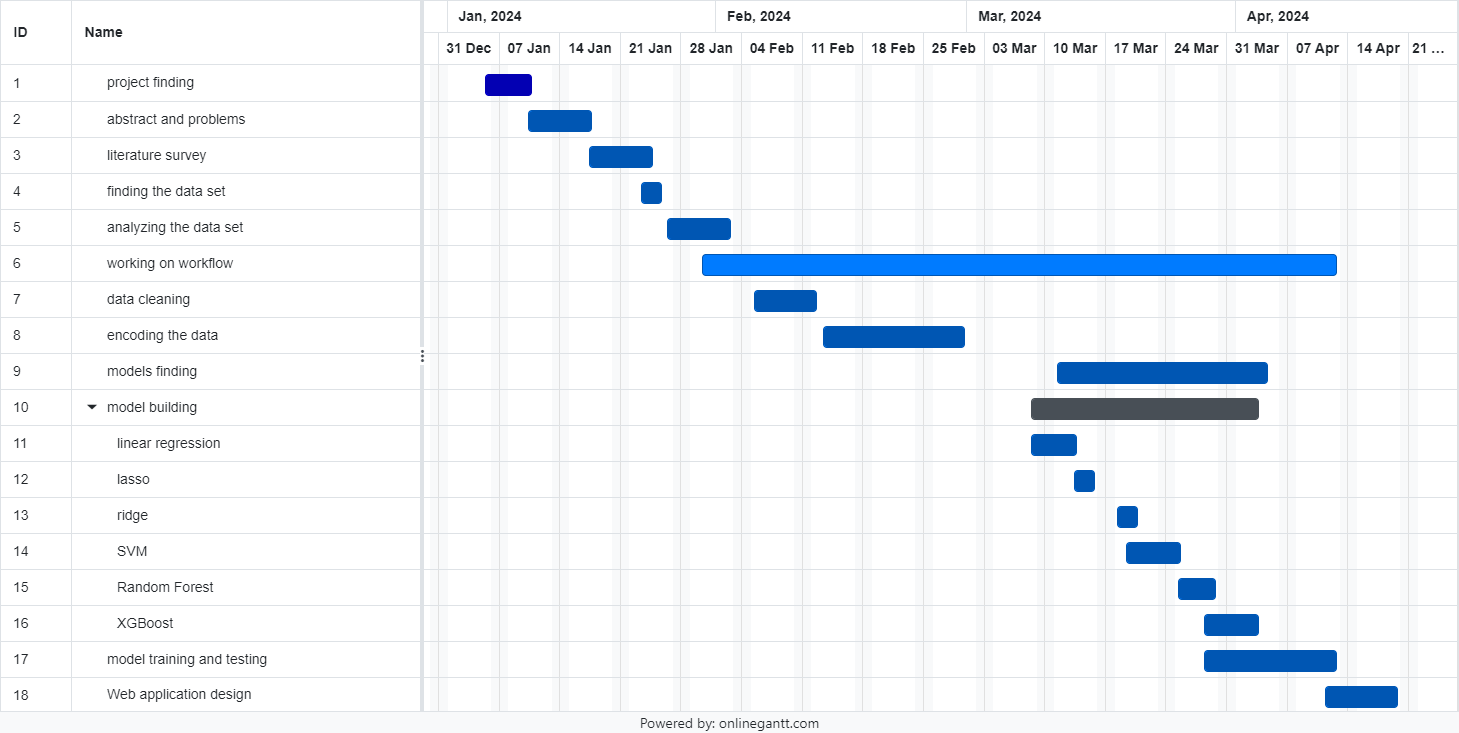 ID Name Jan, 2024 Feb, 2024 Mar, 2024 Apr, 2024
31 Dec 07 Jan 14 Jan 21 Jan 28 Jan 04 Feb 11 Feb 18 Feb 25 Feb 03 Mar 10 Mar 17 Mar 24 Mar 31 Mar 07 Apr 14 Apr 21 ...
1 project finding
2 abstract and problems
3 literature survey
4 finding the data set
5 analyzing the data set
6 working on workflow
7 data cleaning
8 encoding the data
9 models finding
10 model building
11 linear regression
12 lasso
13 ridge
14 SVM
15 Random Forest
16 XGBoost
17 model training and testing
18 Web application design
Powered by: onlinegantt.com